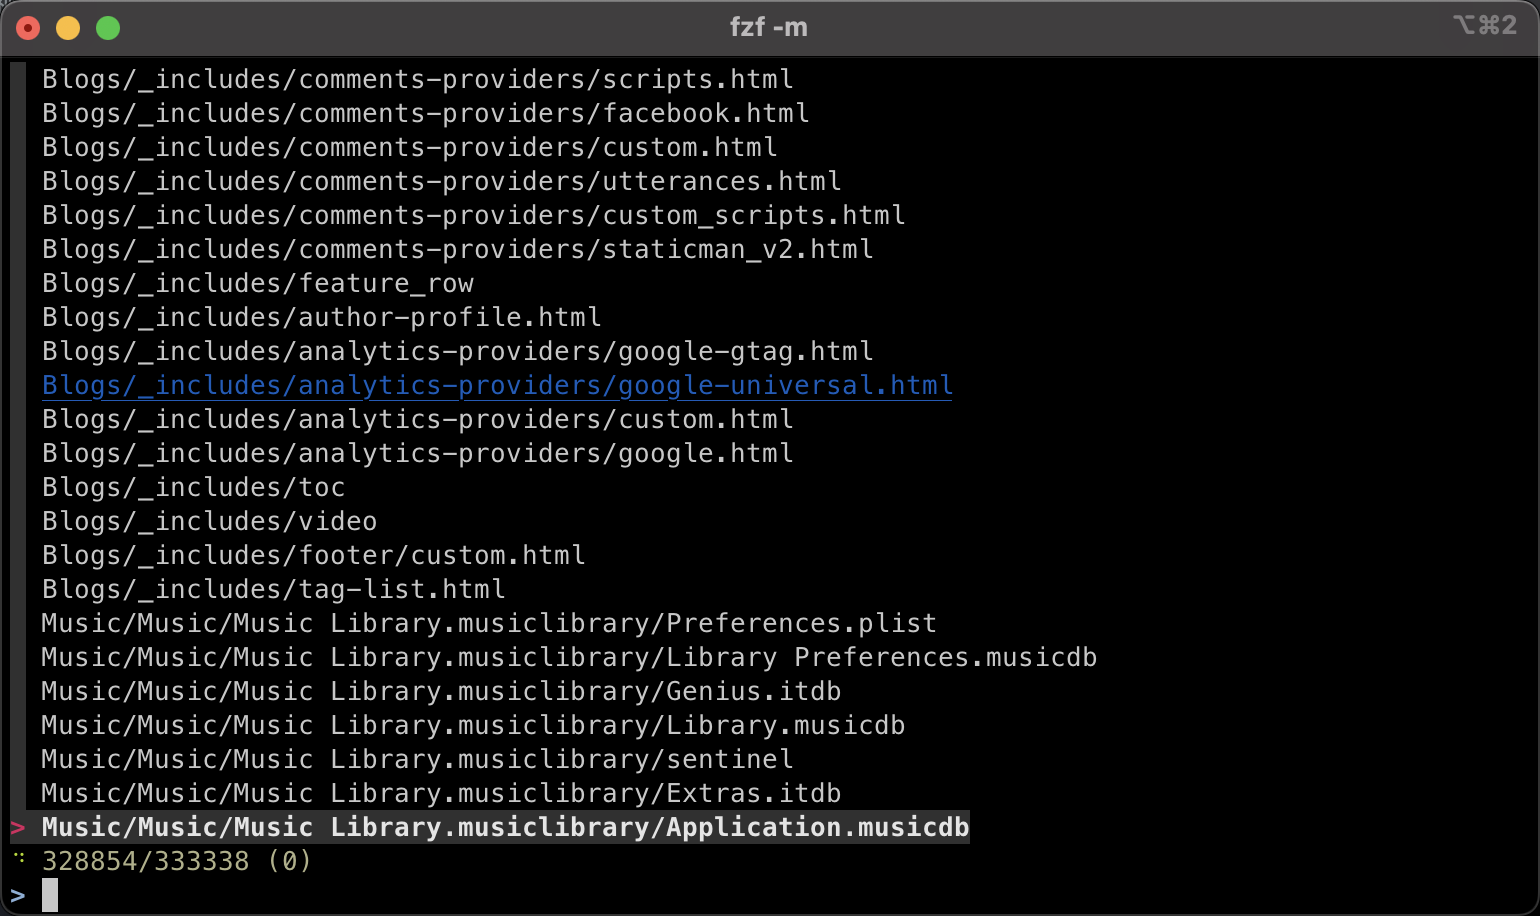 fzf -m
⌥⌘2
Blogs/_includes/comments-providers/scripts.html
Blogs/_includes/comments-providers/facebook.html
Blogs/_includes/comments-providers/custom.html
Blogs/_includes/comments-providers/utterances.html
Blogs/_includes/comments-providers/custom_scripts.html
Blogs/_includes/comments-providers/staticman_v2.html
Blogs/_includes/feature_row
Blogs/_includes/author-profile.html
Blogs/_includes/analytics-providers/google-gtag.html
Blogs/_includes/analytics-providers/google-universal.html
Blogs/_includes/analytics-providers/custom.html
Blogs/_includes/analytics-providers/google.html
Blogs/_includes/toc
Blogs/_includes/video
Blogs/_includes/footer/custom.html
Blogs/_includes/tag-list.html
Music/Music/Music Library.musiclibrary/Preferences.plist
Music/Music/Music Library.musiclibrary/Library Preferences.musicdb
Music/Music/Music Library.musiclibrary/Genius.itdb
Music/Music/Music Library.musiclibrary/Library.musicdb
Music/Music/Music Library.musiclibrary/sentinel
Music/Music/Music Library.musiclibrary/Extras.itdb
> Music/Music/Music Library.musiclibrary/Application.musicdb
328854/333338 (0)
>